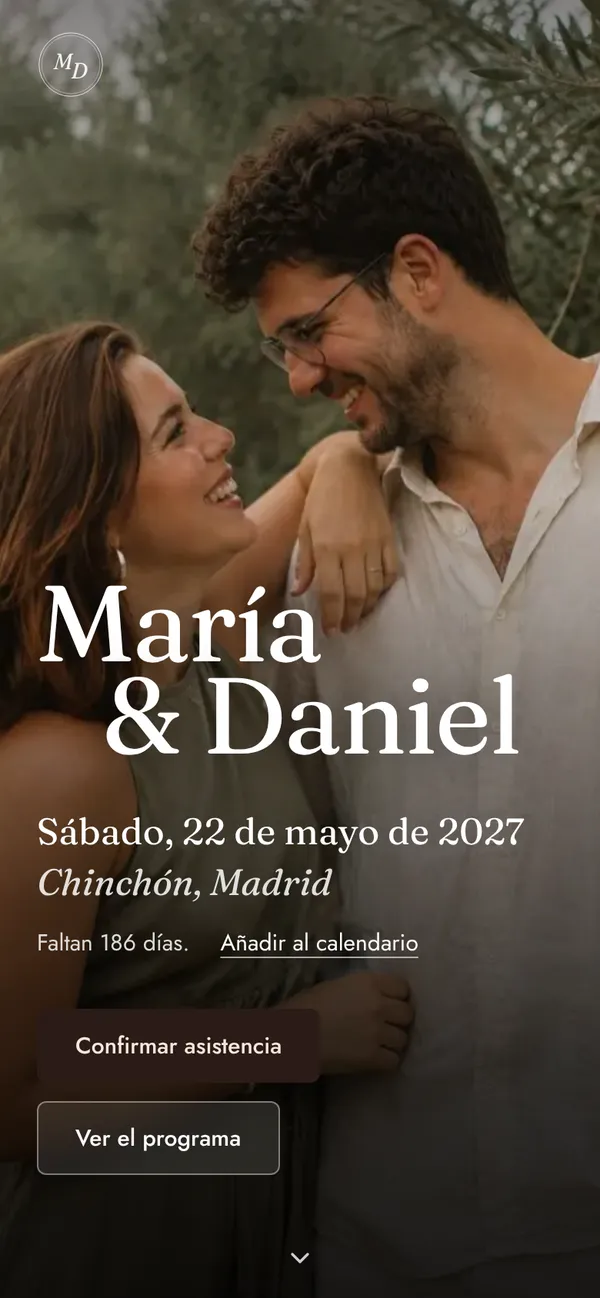 MD
María
& Daniel
Sábado, 22 de mayo de 2027
Chinchón, Madrid
Faltan 186 días. Añadir al calendario
Confirmar asistencia
Ver el programa